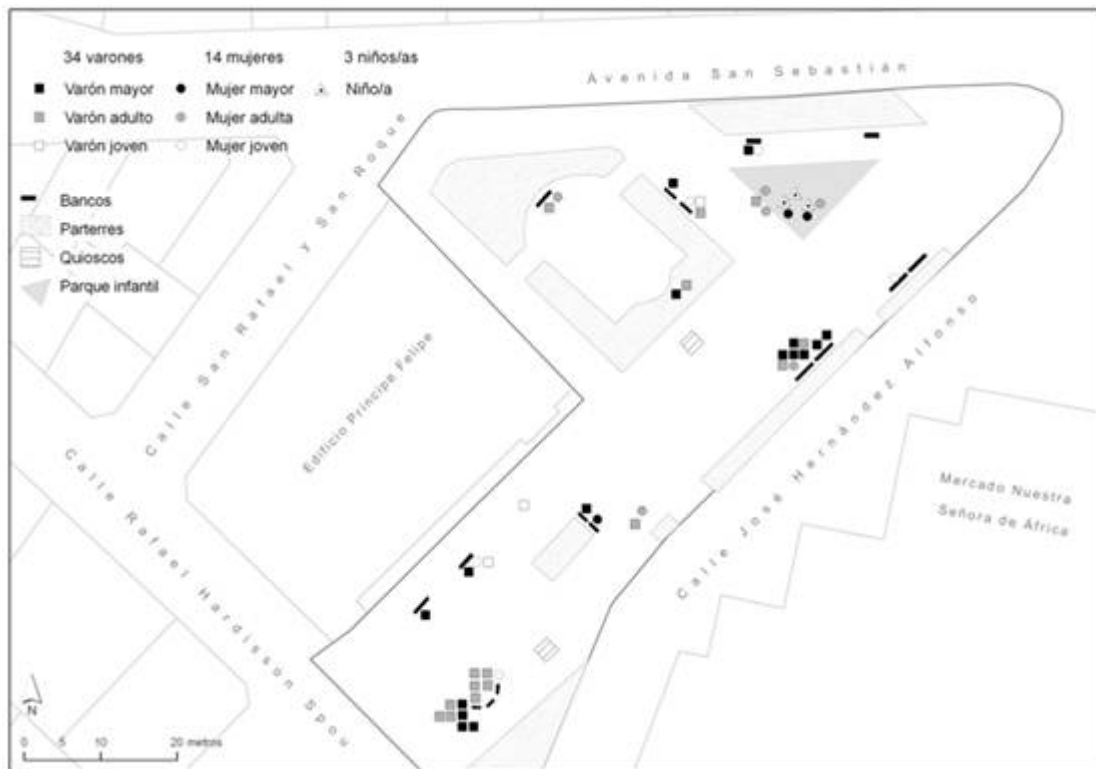 34 varones 14 mujeres 3 niños/as
Varón mayor Mujer mayor Niño/a
Varón adulto Mujer adulta
Varón joven Mujer joven
Bancos
Parterres
Quioscos
Parque infantil
Avenida San Sebastián
Calle San Rafael y San Roque
Edificio Príncipe Felipe
Calle José Hernández Alfonso
Mercado Nuestra
Señora de África
Calle Rafael Hardissón Spou
N
0 5 10 20 metros